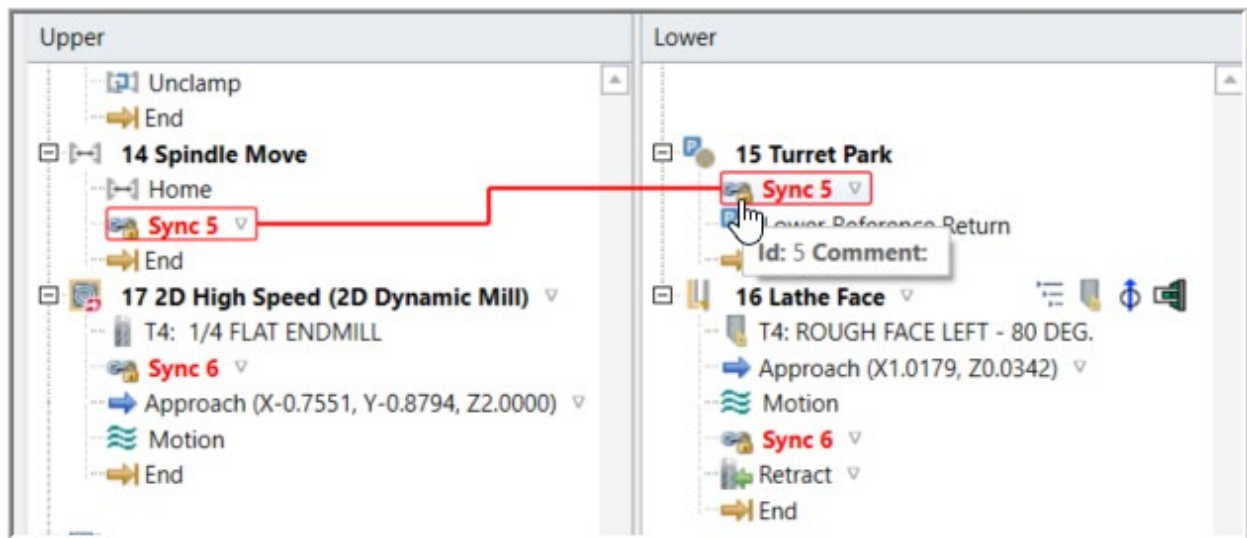 Upper
Unclamp
End
14 Spindle Move
Home
Sync 5
End
17 2D High Speed (2D Dynamic Mill)
T4: 1/4 FLAT ENDMILL
Sync 6
Approach (X-0.7551, Y-0.8794, Z2.0000)
Motion
End
Lower
15 Turret Park
Sync 5
Lower Reference Return
Id: 5 Comment:
16 Lathe Face
T4: ROUGH FACE LEFT - 80 DEG.
Approach (X1.0179, Z0.0342)
Motion
Sync 6
Retract
End